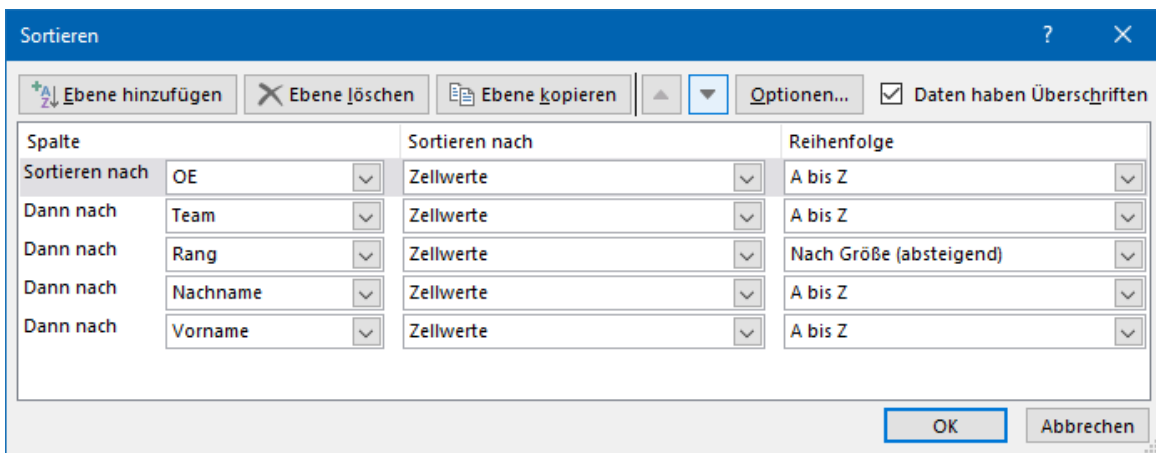 Sortieren ?
Ebene hinzufügen Ebene löschen Ebene kopieren Optionen... Daten haben Überschriften
Spalte Sortieren nach Reihenfolge
Sortieren nach OE Zellwerte A bis Z
Dann nach Team Zellwerte A bis Z
Dann nach Rang Zellwerte Nach Größe (absteigend)
Dann nach Nachname Zellwerte A bis Z
Dann nach Vorname Zellwerte A bis Z
OK Abbrechen